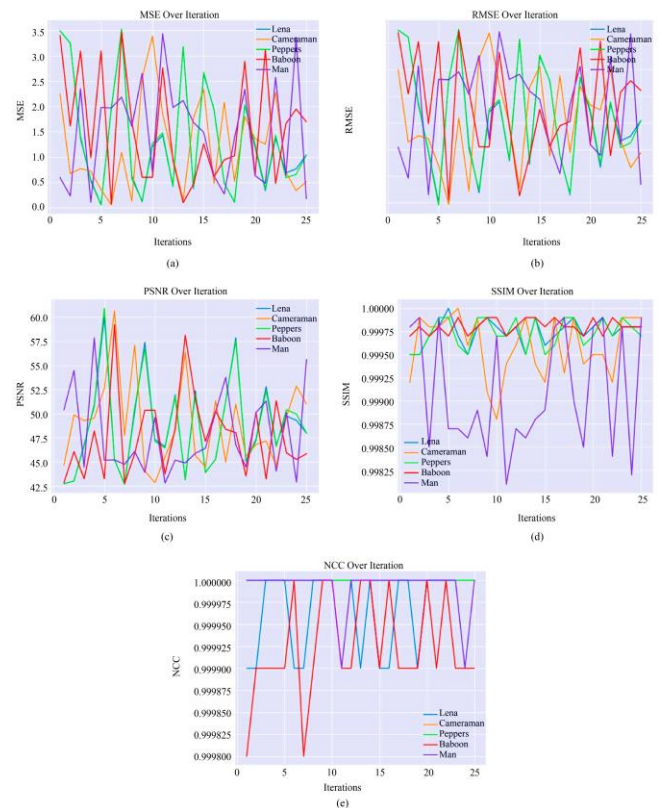 MSE Over Iteration
Lena
Cameraman
Peppers
Baboon
Man
3.5
3.0
2.5
2.0
1.5
1.0
0.5
0.0
MSE
0 5 10 15 20 25
Iterations
(a)
RMSE Over Iteration
Lena
Cameraman
Peppers
Baboon
Man
RMSE
0 5 10 15 20 25
Iterations
(b)
PSNR Over Iteration
Lena
Cameraman
Peppers
Baboon
Man
60.0
57.5
55.0
52.5
50.0
47.5
45.0
42.5
PSNR
0 5 10 15 20 25
Iterations
(c)
SSIM Over Iteration
1.00000
0.99975
0.99950
0.99925
0.99900
0.99875
0.99850
0.99825
SSIM
Lena
Cameraman
Peppers
Baboon
Man
0 5 10 15 20 25
Iterations
(d)
NCC Over Iteration
1.000000
0.999975
0.999950
0.999925
0.999900
0.999875
0.999850
0.999825
0.999800
NCC
Lena
Cameraman
Peppers
Baboon
Man
0 5 10 15 20 25
Iterations
(e)